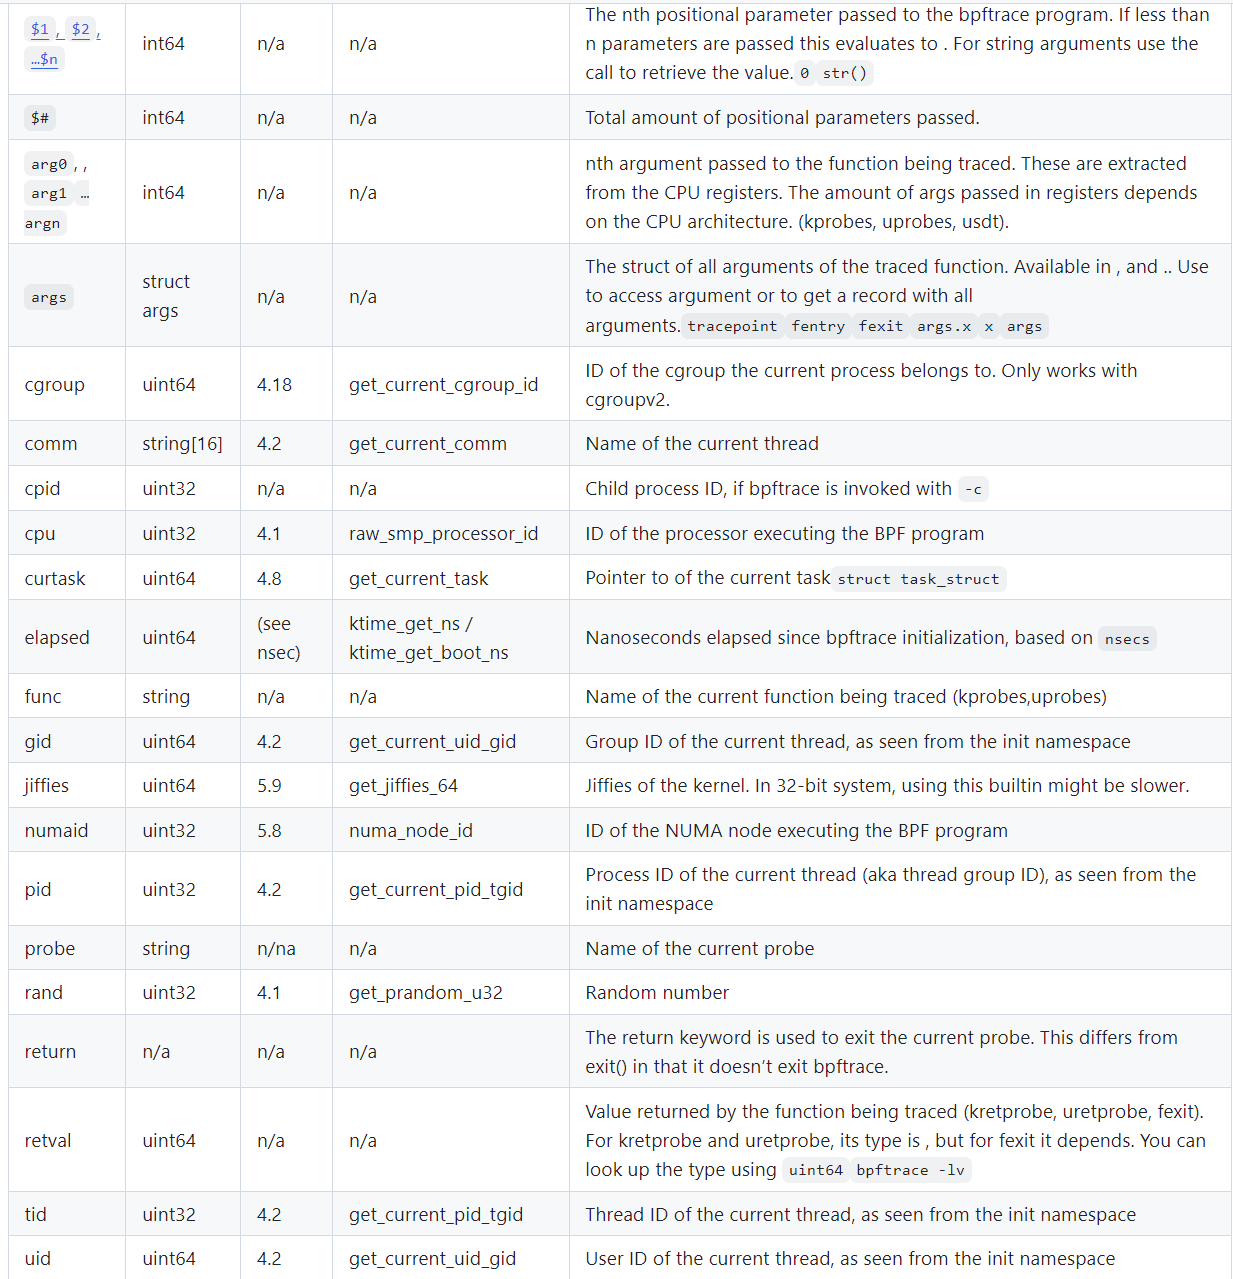 $1 , $2 , int64 n/a n/a The nth positional parameter passed to the bpftrace program. If less than
…$n n parameters are passed this evaluates to . For string arguments use the
call to retrieve the value. 0 str()
$# int64 n/a n/a Total amount of positional parameters passed.
arg0 , , int64 n/a n/a nth argument passed to the function being traced. These are extracted
arg1 … from the CPU registers. The amount of args passed in registers depends
argn on the CPU architecture. (kprobes, uprobes, usdt).
args struct n/a n/a The struct of all arguments of the traced function. Available in , and .. Use
args to access argument or to get a record with all
arguments. tracepoint fentry fexit args.x x args
cgroup uint64 4.18 get_current_cgroup_id ID of the cgroup the current process belongs to. Only works with
cgroupv2.
comm string[16] 4.2 get_current_comm Name of the current thread
cpid uint32 n/a n/a Child process ID, if bpftrace is invoked with -c
cpu uint32 4.1 raw_smp_processor_id ID of the processor executing the BPF program
curtask uint64 4.8 get_current_task Pointer to of the current task struct task_struct
elapsed uint64 (see ktime_get_ns / Nanoseconds elapsed since bpftrace initialization, based on nsecs
nsec) ktime_get_boot_ns
func string n/a n/a Name of the current function being traced (kprobes,uprobes)
gid uint64 4.2 get_current_uid_gid Group ID of the current thread, as seen from the init namespace
jiffies uint64 5.9 get_jiffies_64 Jiffies of the kernel. In 32-bit system, using this builtin might be slower.
numaid uint32 5.8 numa_node_id ID of the NUMA node executing the BPF program
pid uint32 4.2 get_current_pid_tgid Process ID of the current thread (aka thread group ID), as seen from the
init namespace
probe string n/na n/a Name of the current probe
rand uint32 4.1 get_prandom_u32 Random number
return n/a n/a n/a The return keyword is used to exit the current probe. This differs from
exit() in that it doesn’t exit bpftrace.
retval uint64 n/a n/a Value returned by the function being traced (kretprobe, uretprobe, fexit).
For kretprobe and uretprobe, its type is , but for fexit it depends. You can
look up the type using uint64 bpftrace -lv
tid uint32 4.2 get_current_pid_tgid Thread ID of the current thread, as seen from the init namespace
uid uint64 4.2 get_current_uid_gid User ID of the current thread, as seen from the init namespace